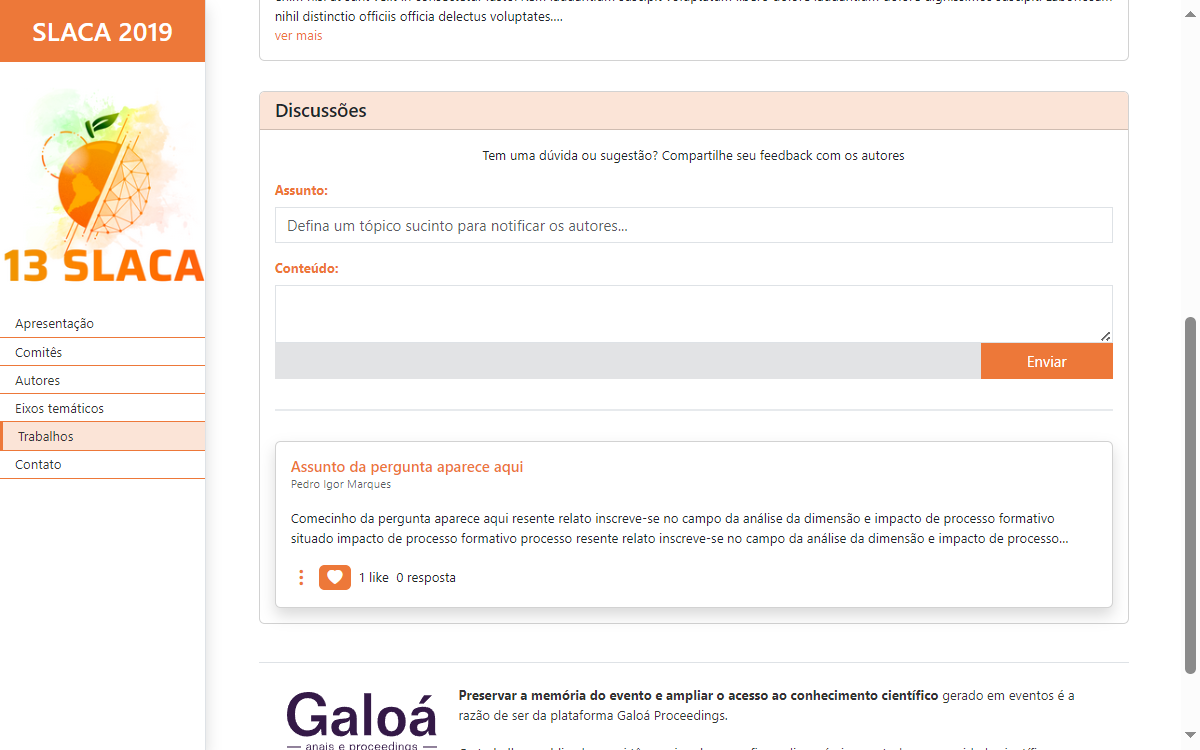 SLACA 2019
13 SLACA
Apresentação
Comitês
Autores
Eixos temáticos
Trabalhos
Contato
nihil distinctio officiis officia delectus voluptates....
ver mais
Discussões
Tem uma dúvida ou sugestão? Compartilhe seu feedback com os autores
Assunto:
Defina um tópico sucinto para notificar os autores...
Conteúdo:
Enviar
Assunto da pergunta aparece aqui
Pedro Igor Marques
Comecinho da pergunta aparece aqui resente relato inscreve-se no campo da análise da dimensão e impacto de processo formativo
situado impacto de processo formativo processo resente relato inscreve-se no campo da análise da dimensão e impacto de processo...
1 like 0 resposta
Galoá
anais e proceedings
Preservar a memória do evento e ampliar o acesso ao conhecimento científico gerado em eventos é a
razão de ser da plataforma Galoá Proceedings.